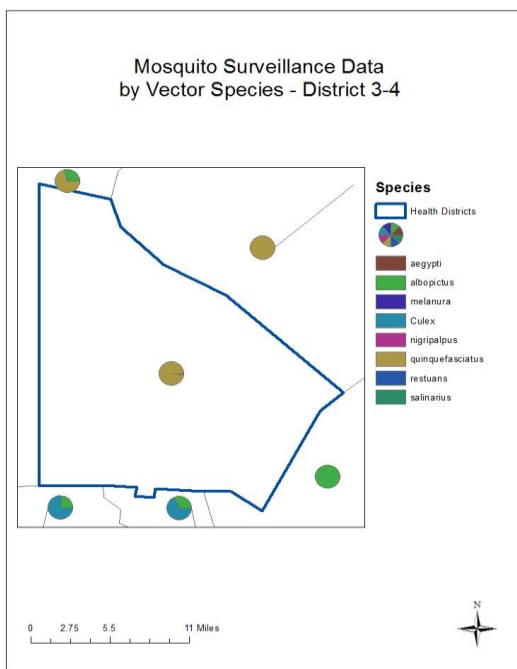 Mosquito Surveillance Data
by Vector Species - District 3-4
Species
Health Districts
aegypti
albopictus
melanura
Culex
nigripalpus
quinquefasciatus
restuans
salinarius
0 2.75 5.5 11 Miles
N